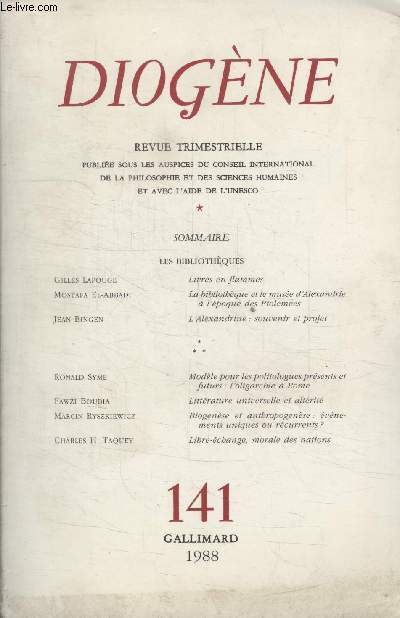 Le-livre.com
DIOGÈNE
REVUE TRIMESTRIELLE
PUBLIÉE SOUS LES AUSPICES DU CONSEIL INTERNATIONAL
DE LA PHILOSOPHIE ET DES SCIENCES HUMAINES
ET AVEC L'AIDE DE L'UNESCO
SOMMAIRE
LES BIBLIOTHÈQUES
GILLES LAPOUGE Livres en flammes
MOSTAFA EL-ABBADI La bibliothèque et le musée d'Alexandrie
à l'époque des Ptolémées
JEAN BINGEN L'Alexandrine : souvenir et projet
RONALD SYME Modèle pour les politologues présents et
futurs : l'oligarchie à Rome
FAWZI BOUBIA Littérature universelle et altérité
MARCIN RYSZKIEWICZ Biogenèse et anthropogenèse : événe-
ments uniques ou récurrents ?
CHARLES H. TAQUEY Libre-échange, morale des nations
141
GALLIMARD
1988